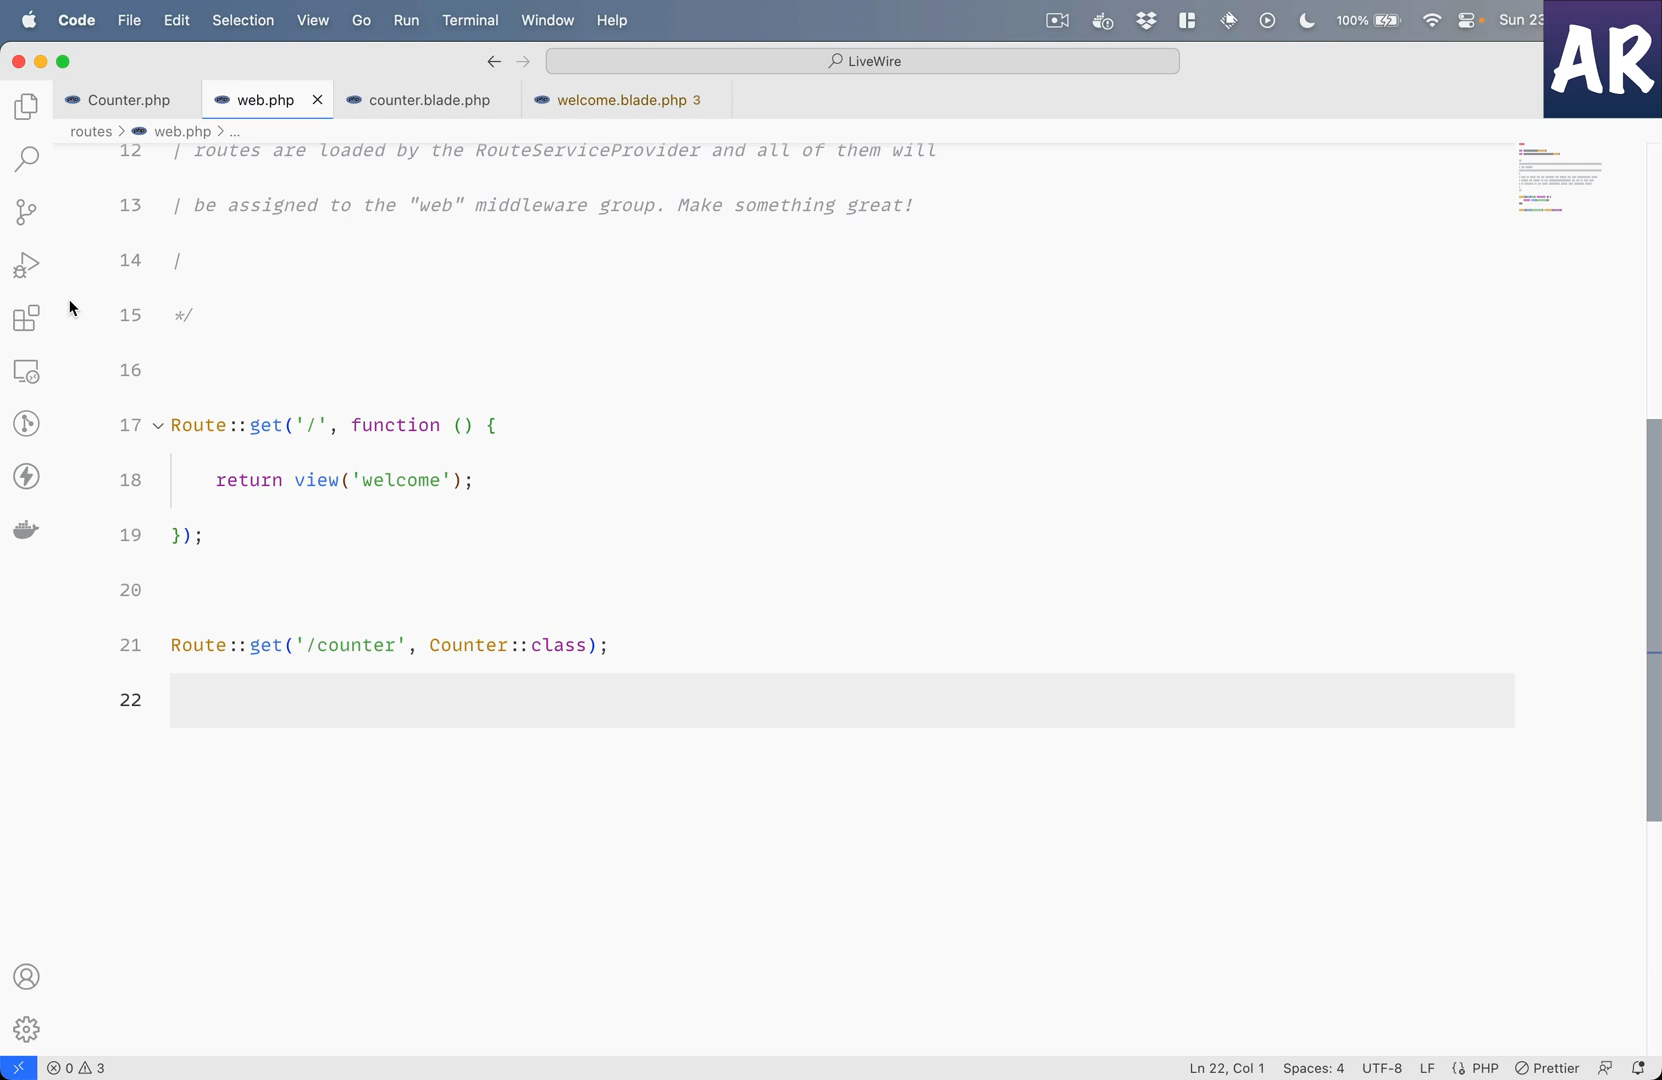 Code File Edit Selection View Go Run Terminal Window Help 100% Sun 23
AR
LiveWire
Counter.php web.php counter.blade.php welcome.blade.php 3
routes > web.php > ...
12 | routes are loaded by the RouteServiceProvider and all of them will
13 | be assigned to the "web" middleware group. Make something great!
14 |
15 */
16
17 Route::get('/', function () {
18 return view('welcome');
19 });
20
21 Route::get('/counter', Counter::class);
22
0 3 Ln 22, Col 1 Spaces: 4 UTF-8 LF PHP Prettier